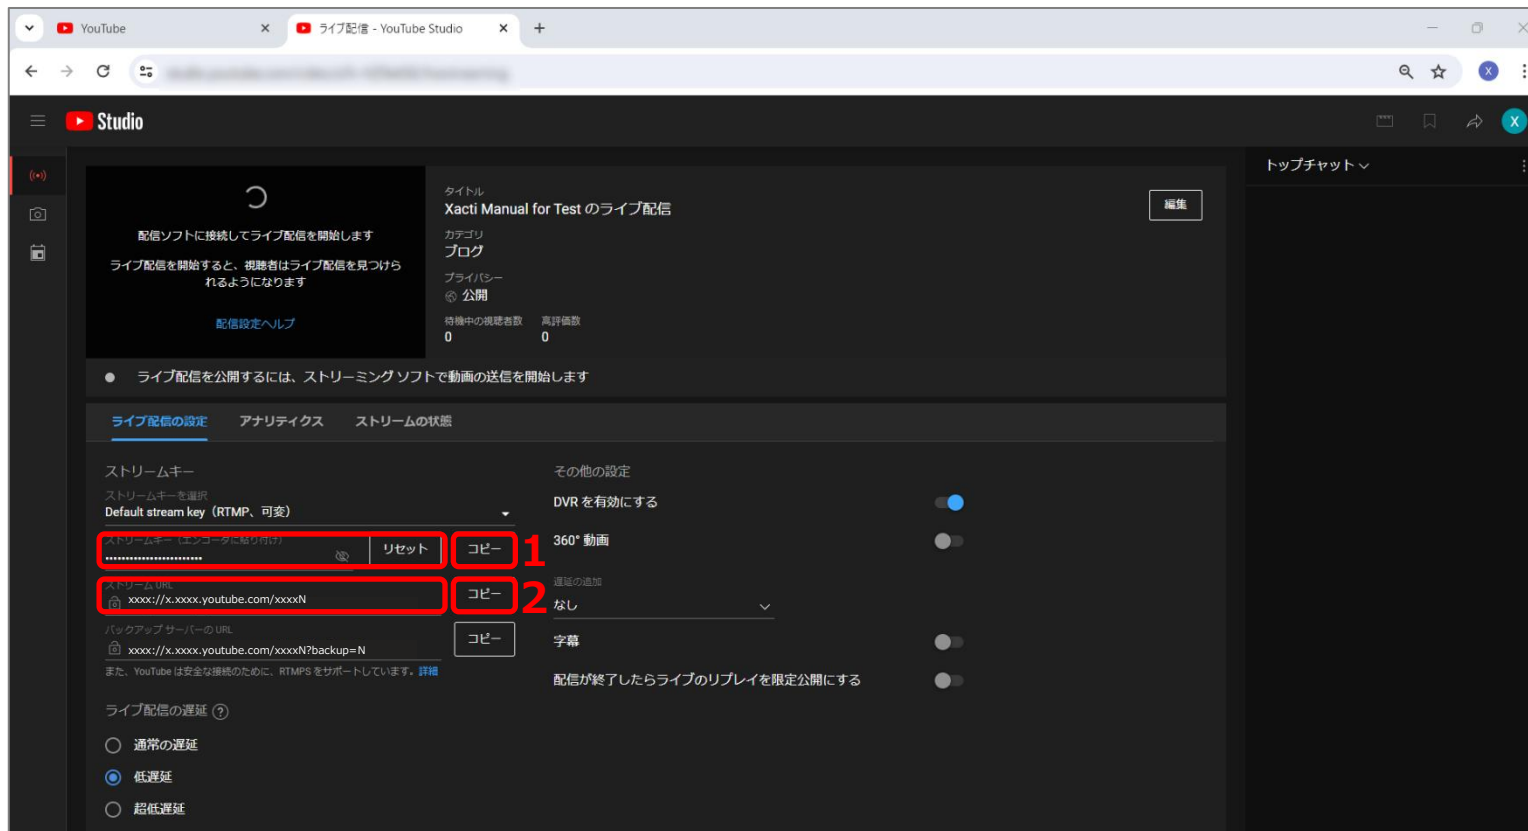 YouTube
ライブ配信 - YouTube Studio
X
Studio
X
トップチャット
配信ソフトに接続してライブ配信を開始します
ライブ配信を開始すると、視聴者はライブ配信を見つけら
れるようになります
配信設定ヘルプ
タイトル
Xacti Manual for Test のライブ配信
編集
カテゴリ
ブログ
プライバシー
公開
待機中の視聴者数 高評価数
0 0
ライブ配信を公開するには、ストリーミング ソフトで動画の送信を開始します
ライブ配信の設定 アナリティクス ストリームの状態
ストリームキー
ストリームキーを選択
Default stream key（RTMP、可変）
ストリームキー（エンコーダに貼り付け）
••••••••••••••••••••••••
リセット
コピー
1
ストリーム URL
xxxx://x.xxxx.youtube.com/xxxxN
コピー
2
バックアップ サーバーの URL
xxxx://x.xxxx.youtube.com/xxxxN?backup=N
コピー
また、YouTube は安全な接続のために、RTMPS をサポートしています。詳細
ライブ配信の遅延 ?
通常の遅延
低遅延
超低遅延
その他の設定
DVR を有効にする
360° 動画
遅延の追加
なし
字幕
配信が終了したらライブのリプレイを限定公開にする